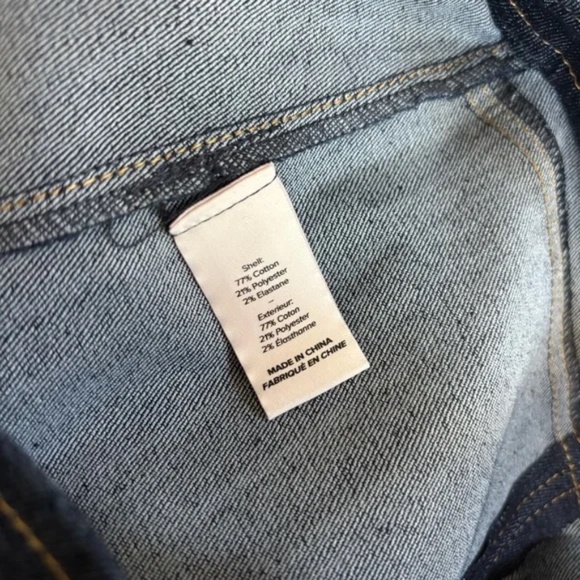 Shell:
77% Cotton
21% Polyester
2% Elastane
–
Exterieur:
77% Coton
21% Polyester
2% Élasthanne
MADE IN CHINA
FABRIQUÉ EN CHINE